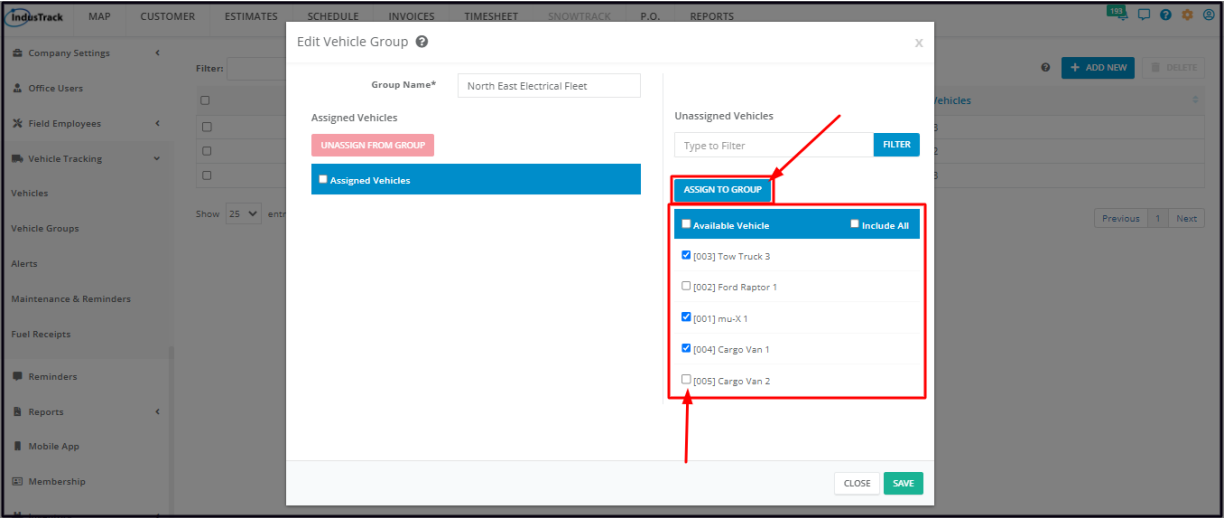 IndusTrack MAP CUSTOMER ESTIMATES SCHEDULE INVOICES TIMESHEET SNOWTRACK P.O. REPORTS 193
Company Settings
Office Users
Field Employees
Vehicle Tracking
Vehicles
Vehicle Groups
Alerts
Maintenance & Reminders
Fuel Receipts
Reminders
Reports
Mobile App
Membership
Filter:
Show 25 entr
Edit Vehicle Group ? x
Group Name* North East Electrical Fleet
Assigned Vehicles
UNASSIGN FROM GROUP
Assigned Vehicles
Unassigned Vehicles
Type to Filter FILTER
ASSIGN TO GROUP
Available Vehicle Include All
[003] Tow Truck 3
[002] Ford Raptor 1
[001] mu-X 1
[004] Cargo Van 1
[005] Cargo Van 2
CLOSE SAVE
? + ADD NEW DELETE
Vehicles
3
2
3
Previous 1 Next